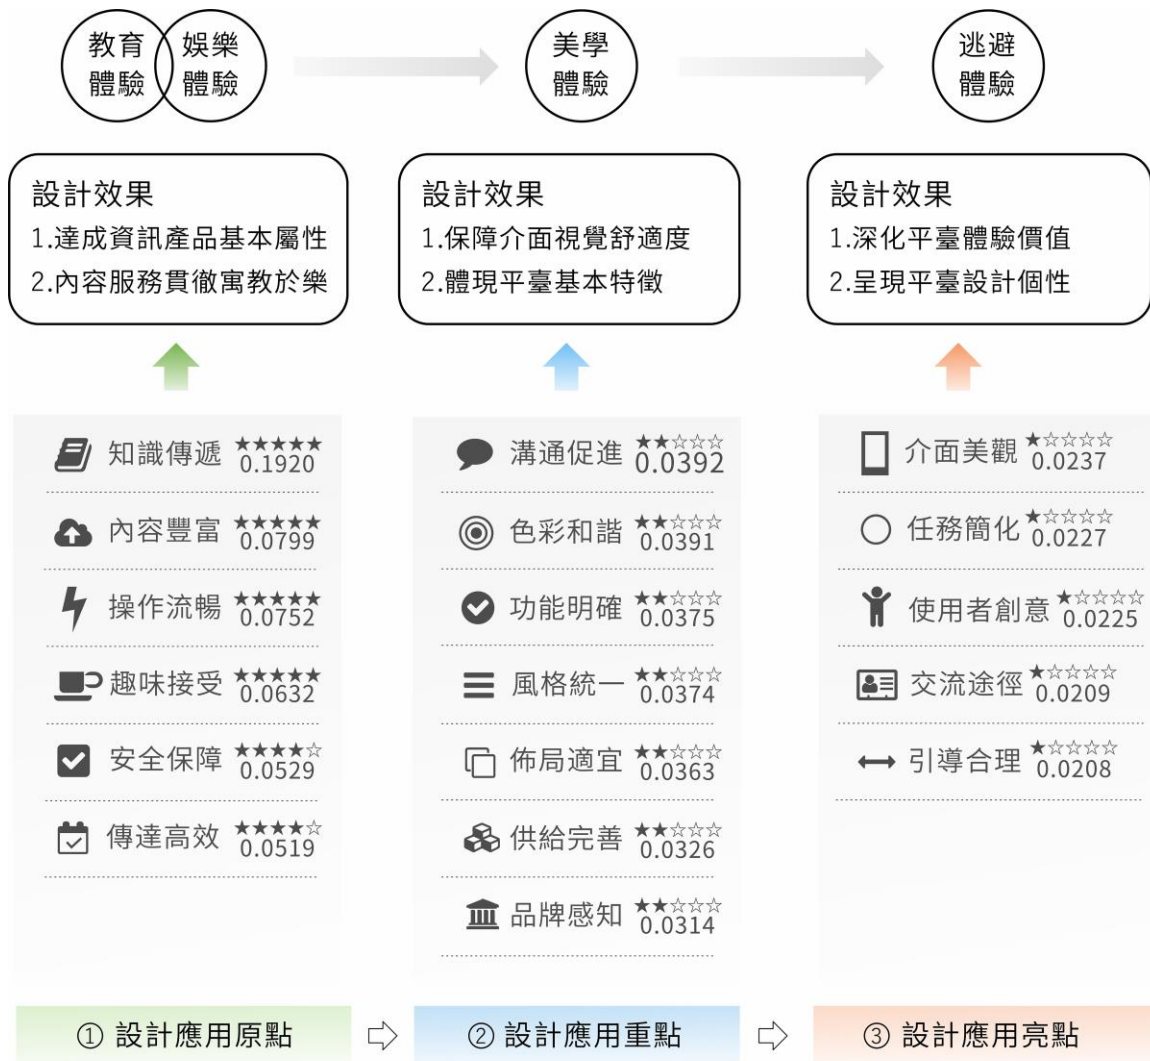 教育
體驗
娛樂
體驗
美學
體驗
逃避
體驗
設計效果
1.達成資訊產品基本屬性
2.內容服務貫徹寓教於樂
設計效果
1.保障介面視覺舒適度
2.體現平臺基本特徵
設計效果
1.深化平臺體驗價值
2.呈現平臺設計個性
知識傳遞 ★★★★★
0.1920
內容豐富 ★★★★★
0.0799
操作流暢 ★★★★★
0.0752
趣味接受 ★★★★★
0.0632
安全保障 ★★★★☆
0.0529
傳達高效 ★★★★☆
0.0519
溝通促進 ★★☆☆☆
0.0392
色彩和諧 ★★☆☆☆
0.0391
功能明確 ★★☆☆☆
0.0375
風格統一 ★★☆☆☆
0.0374
佈局適宜 ★★☆☆☆
0.0363
供給完善 ★★☆☆☆
0.0326
品牌感知 ★★☆☆☆
0.0314
介面美觀 ★☆☆☆☆
0.0237
任務簡化 ★☆☆☆☆
0.0227
使用者創意 ★☆☆☆☆
0.0225
交流途徑 ★☆☆☆☆
0.0209
引導合理 ★☆☆☆☆
0.0208
① 設計應用原點
② 設計應用重點
③ 設計應用亮點